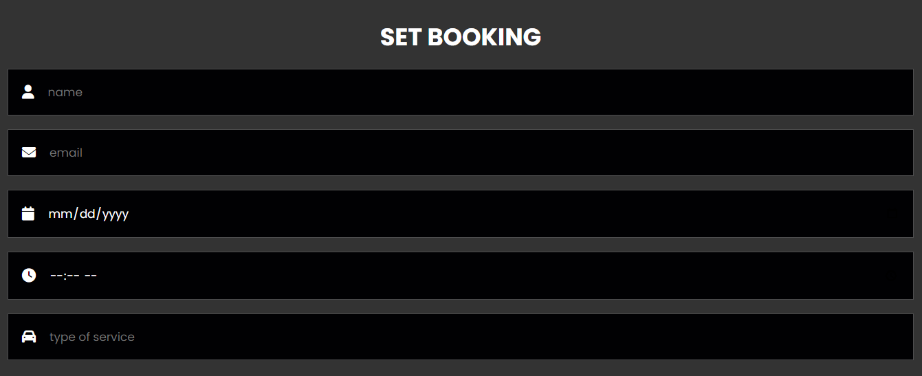 SET BOOKING
name
email
mm/dd/yyyy
--:-- --
type of service